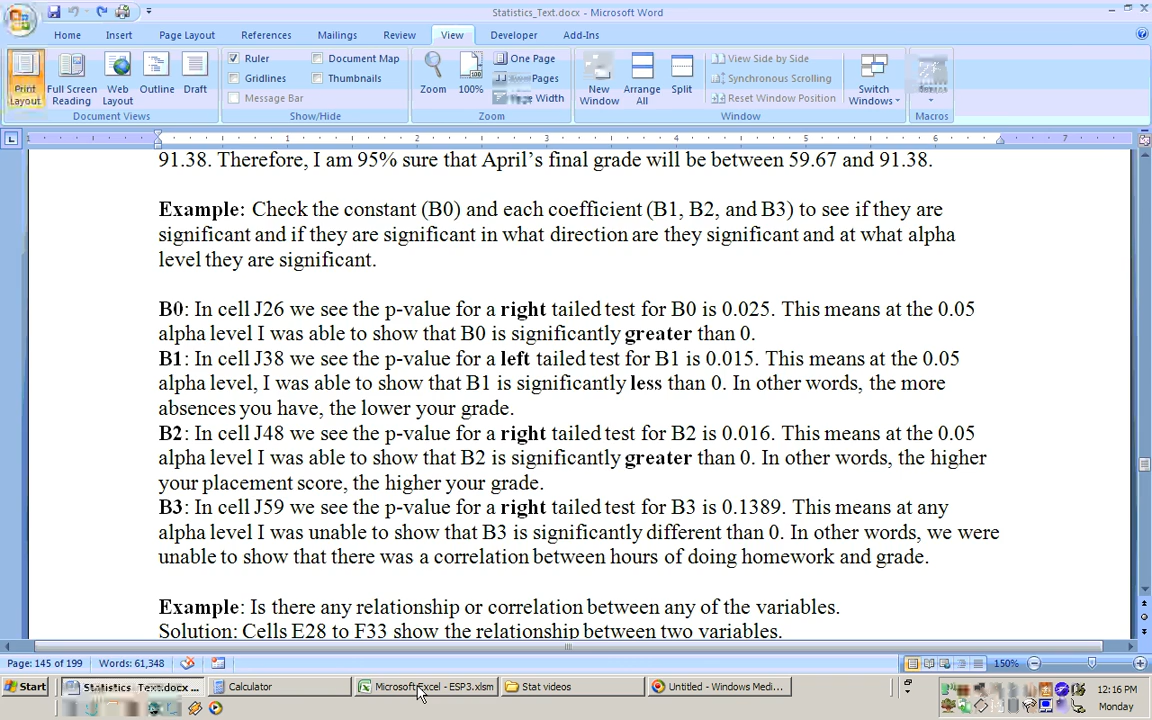 Statistics_Text.docx - Microsoft Word
Home Insert Page Layout References Mailings Review View Developer Add-Ins
Print Layout Full Screen Reading Web Layout Outline Draft
Ruler Document Map
Gridlines Thumbnails
Message Bar
Zoom 100% One Page
Pages
Page Width
New Window Arrange All Split
View Side by Side
Synchronous Scrolling
Reset Window Position
Switch Windows
Document Views Show/Hide Zoom Window Macros
1 1 2 3 4 5 6 7
91.38. Therefore, I am 95% sure that April's final grade will be between 59.67 and 91.38.
Example: Check the constant (B0) and each coefficient (B1, B2, and B3) to see if they are
significant and if they are significant in what direction are they significant and at what alpha
level they are significant.
B0: In cell J26 we see the p-value for a right tailed test for B0 is 0.025. This means at the 0.05
alpha level I was able to show that B0 is significantly greater than 0.
B1: In cell J38 we see the p-value for a left tailed test for B1 is 0.015. This means at the 0.05
alpha level, I was able to show that B1 is significantly less than 0. In other words, the more
absences you have, the lower your grade.
B2: In cell J48 we see the p-value for a right tailed test for B2 is 0.016. This means at the 0.05
alpha level I was able to show that B2 is significantly greater than 0. In other words, the higher
your placement score, the higher your grade.
B3: In cell J59 we see the p-value for a right tailed test for B3 is 0.1389. This means at any
alpha level I was unable to show that B3 is significantly different than 0. In other words, we were
unable to show that there was a correlation between hours of doing homework and grade.
Example: Is there any relationship or correlation between any of the variables.
Solution: Cells E28 to F33 show the relationship between two variables.
Page: 145 of 199 Words: 61,348 150%
Start Statistics_Text.docx ... Calculator Microsoft Excel - ESP3.xlsm Stat videos Untitled - Windows Medi... 12:16 PM
Monday